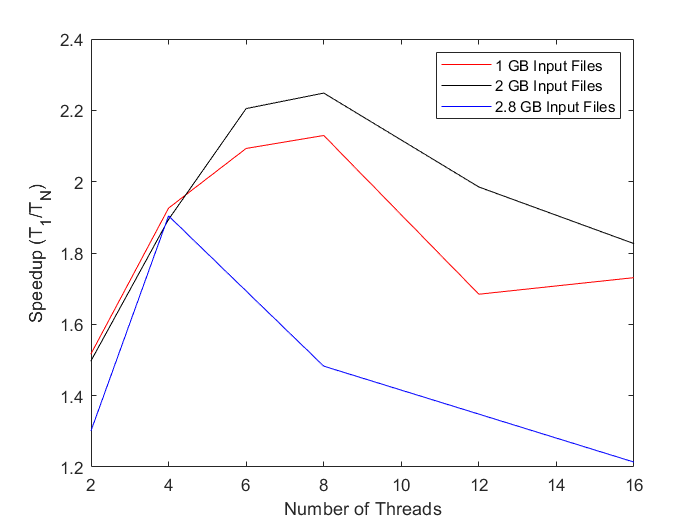 2.4
2.2
2
1.8
1.6
1.4
1.2
Speedup (T1/TN)
1 GB Input Files
2 GB Input Files
2.8 GB Input Files
2 4 6 8 10 12 14 16
Number of Threads